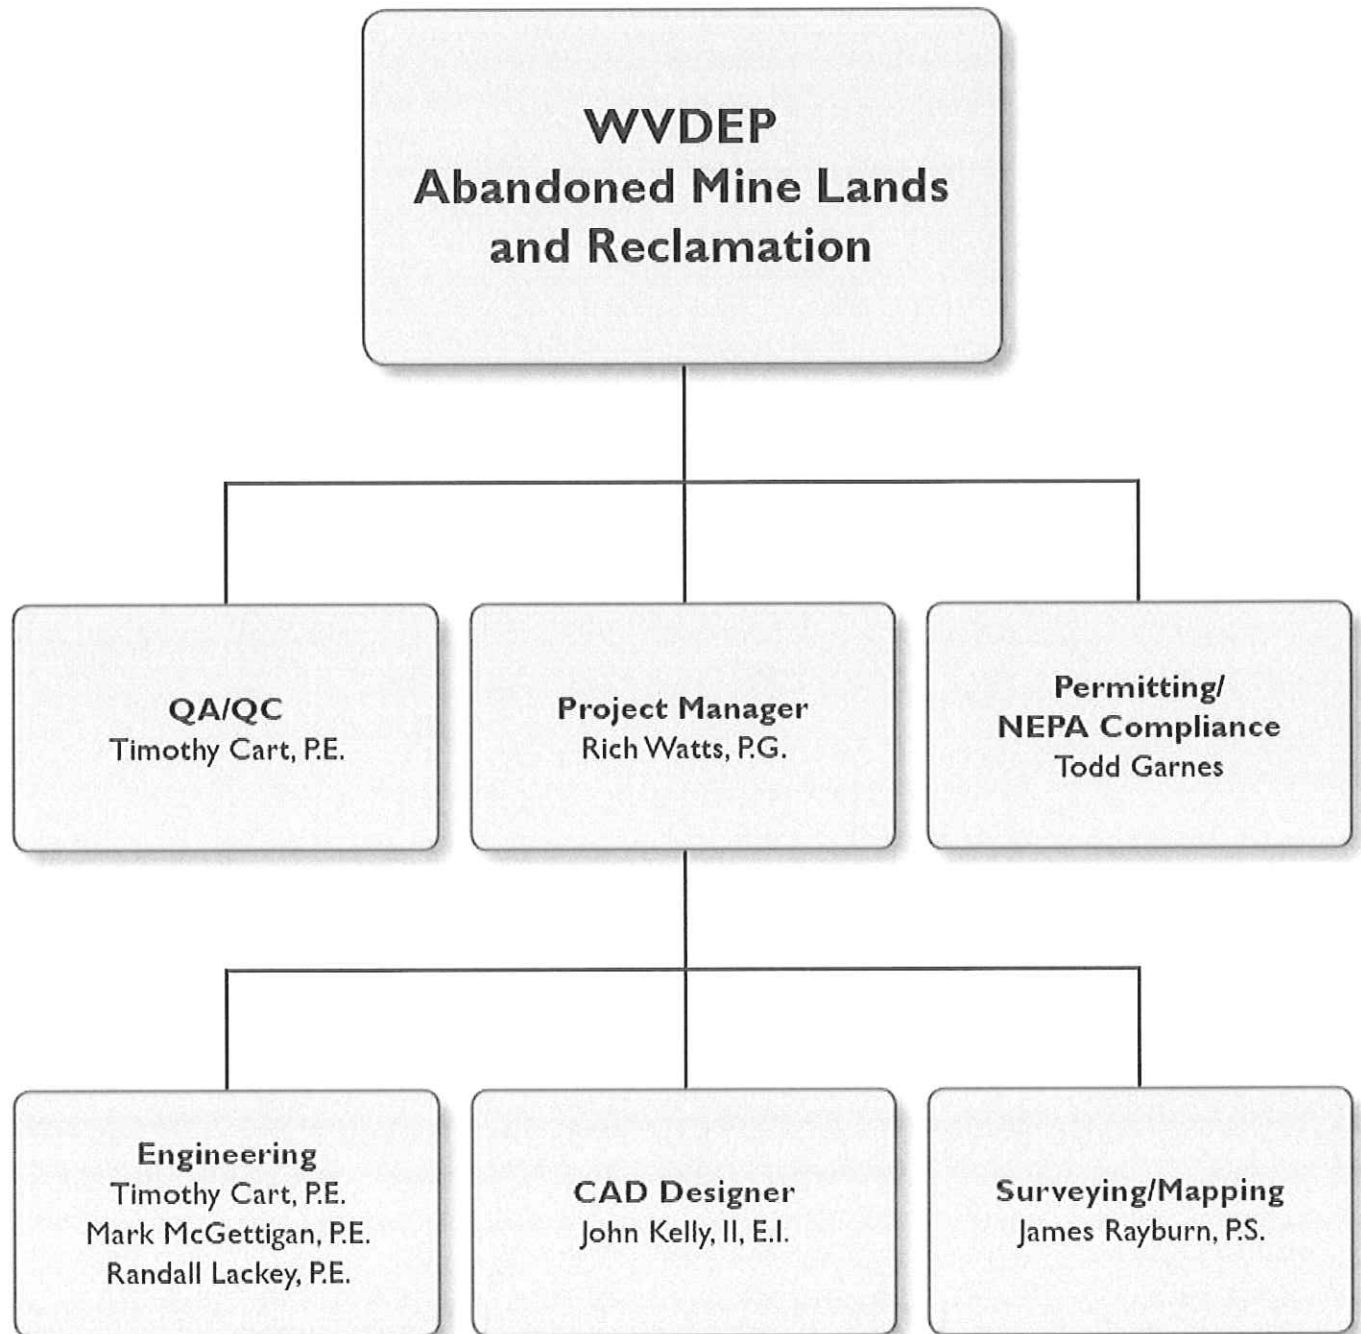 WVDEP
Abandoned Mine Lands
and Reclamation
QA/QC
Timothy Cart, P.E.
Project Manager
Rich Watts, P.G.
Permitting/
NEPA Compliance
Todd Garnes
Engineering
Timothy Cart, P.E.
Mark McGettigan, P.E.
Randall Lackey, P.E.
CAD Designer
John Kelly, II, E.I.
Surveying/Mapping
James Rayburn, P.S.